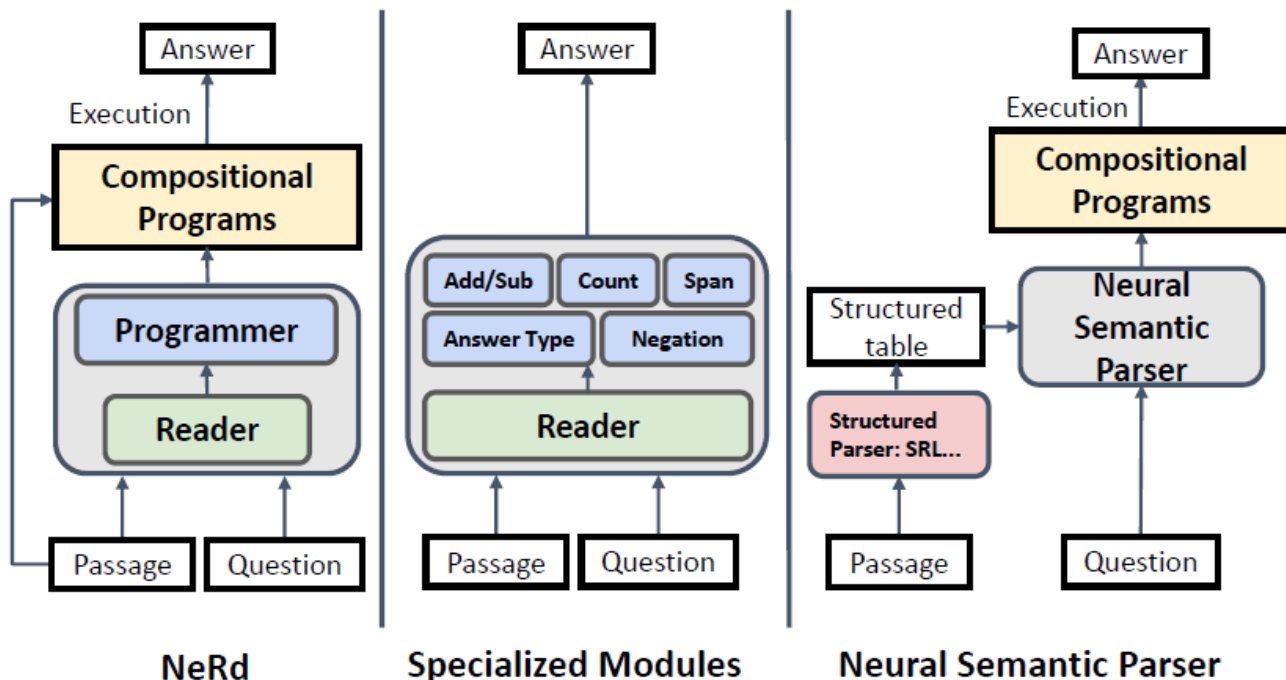 Answer
Execution
Compositional
Programs
Programmer
Reader
Passage
Question
NeRd
Answer
Add/Sub
Count
Span
Answer Type
Negation
Reader
Passage
Question
Specialized Modules
Answer
Execution
Compositional
Programs
Neural
Semantic
Parser
Structured
table
Structured
Parser: SRL...
Passage
Question
Neural Semantic Parser